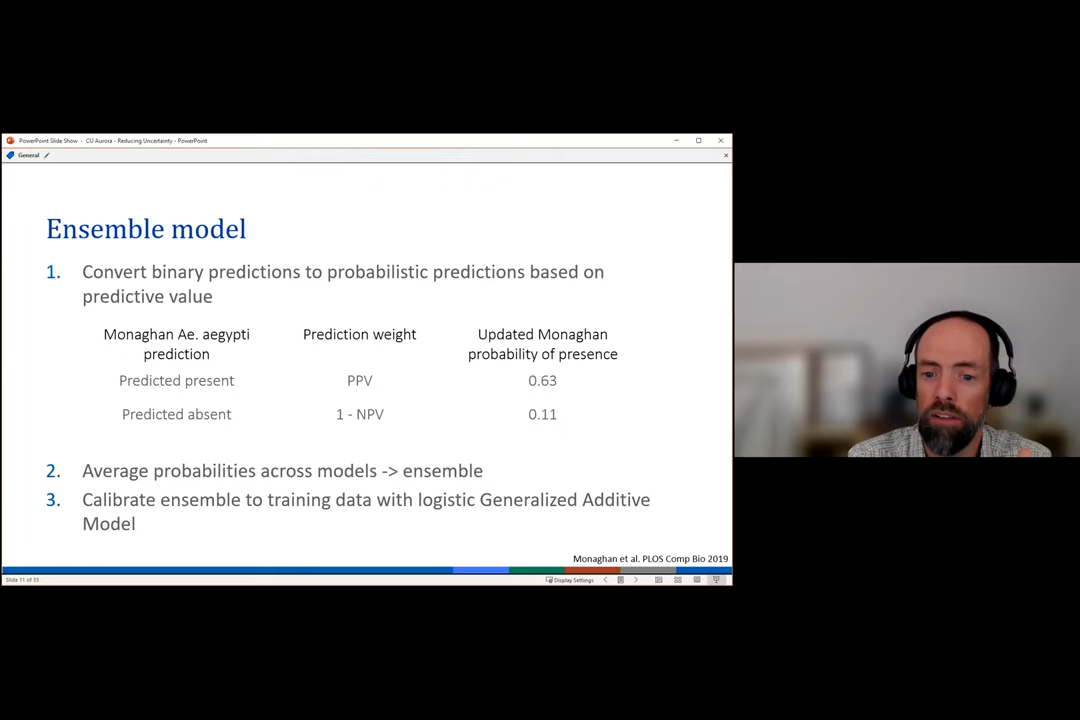 PowerPoint Slide Show - CU Aurora - Reducing Uncertainty - PowerPoint
General
Ensemble model
1. Convert binary predictions to probabilistic predictions based on
predictive value
Monaghan Ae. aegypti
prediction
Prediction weight
Updated Monaghan
probability of presence
Predicted present PPV 0.63
Predicted absent 1 - NPV 0.11
2. Average probabilities across models -> ensemble
3. Calibrate ensemble to training data with logistic Generalized Additive
Model
Monaghan et al. PLOS Comp Bio 2019
Slide 11 of 55
Display Settings